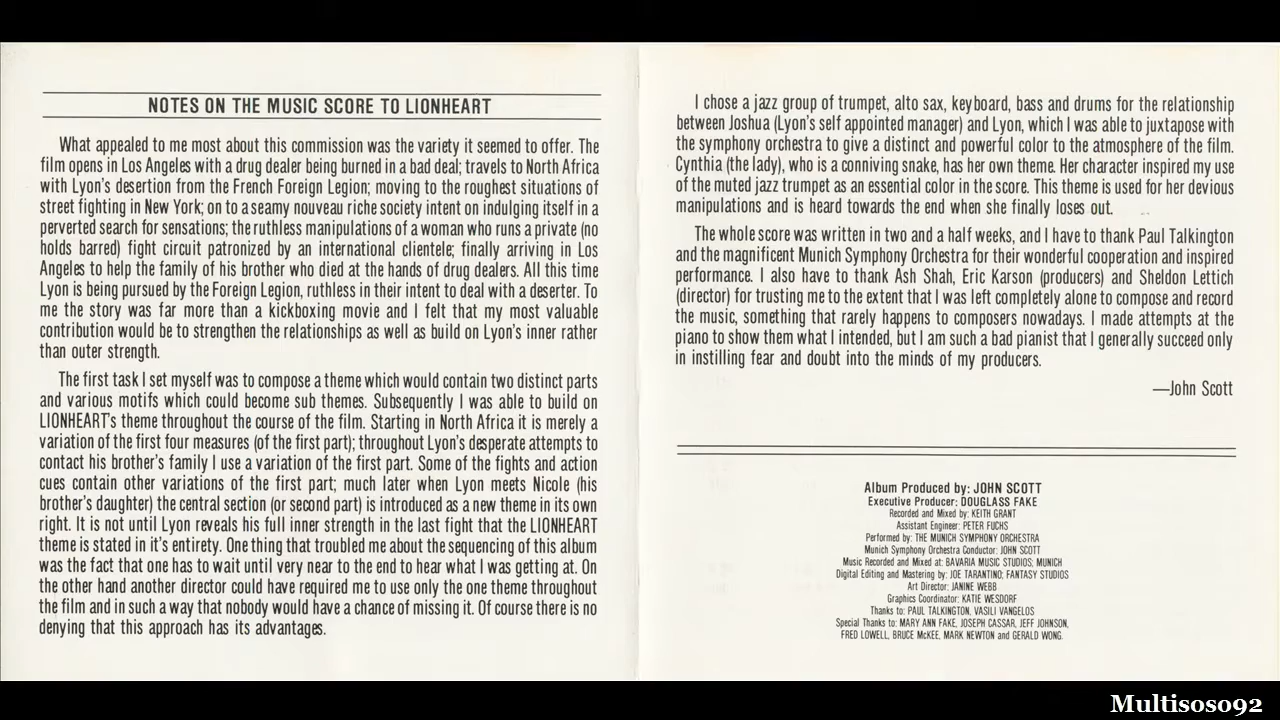 NOTES ON THE MUSIC SCORE TO LIONHEART
What appealed to me most about this commission was the variety it seemed to offer. The
film opens in Los Angeles with a drug dealer being burned in a bad deal; travels to North Africa
with Lyon's desertion from the French Foreign Legion; moving to the roughest situations of
street fighting in New York; on to a seamy nouveau riche society intent on indulging itself in a
perverted search for sensations; the ruthless manipulations of a woman who runs a private (no
holds barred) fight circuit patronized by an international clientele; finally arriving in Los
Angeles to help the family of his brother who died at the hands of drug dealers. All this time
Lyon is being pursued by the Foreign Legion, ruthless in their intent to deal with a deserter. To
me the story was far more than a kickboxing movie and I felt that my most valuable
contribution would be to strengthen the relationships as well as build on Lyon's inner rather
than outer strength.
The first task I set myself was to compose a theme which would contain two distinct parts
and various motifs which could become sub themes. Subsequently I was able to build on
LIONHEART's theme throughout the course of the film. Starting in North Africa it is merely a
variation of the first four measures (of the first part); throughout Lyon's desperate attempts to
contact his brother's family I use a variation of the first part. Some of the fights and action
cues contain other variations of the first part; much later when Lyon meets Nicole (his
brother's daughter) the central section (or second part) is introduced as a new theme in its own
right. It is not until Lyon reveals his full inner strength in the last fight that the LIONHEART
theme is stated in it's entirety. One thing that troubled me about the sequencing of this album
was the fact that one has to wait until very near to the end to hear what I was getting at. On
the other hand another director could have required me to use only the one theme throughout
the film and in such a way that nobody would have a chance of missing it. Of course there is no
denying that this approach has its advantages.
I chose a jazz group of trumpet, alto sax, keyboard, bass and drums for the relationship
between Joshua (Lyon's self appointed manager) and Lyon, which I was able to juxtapose with
the symphony orchestra to give a distinct and powerful color to the atmosphere of the film.
Cynthia (the lady), who is a conniving snake, has her own theme. Her character inspired my use
of the muted jazz trumpet as an essential color in the score. This theme is used for her devious
manipulations and is heard towards the end when she finally loses out.
The whole score was written in two and a half weeks, and I have to thank Paul Talkington
and the magnificent Munich Symphony Orchestra for their wonderful cooperation and inspired
performance. I also have to thank Ash Shah, Eric Karson (producers) and Sheldon Lettich
(director) for trusting me to the extent that I was left completely alone to compose and record
the music, something that rarely happens to composers nowadays. I made attempts at the
piano to show them what I intended, but I am such a bad pianist that I generally succeed only
in instilling fear and doubt into the minds of my producers.
—John Scott
Album Produced by: JOHN SCOTT
Executive Producer: DOUGLASS FAKE
Recorded and Mixed by: KEITH GRANT
Assistant Engineer: PETER FUCHS
Performed by: THE MUNICH SYMPHONY ORCHESTRA
Munich Symphony Orchestra Conductor: JOHN SCOTT
Music Recorded and Mixed at: BAVARIA MUSIC STUDIOS; MUNICH
Digital Editing and Mastering by: JOE TARANTINO; FANTASY STUDIOS
Art Director: JANINE WEBB
Graphics Coordinator: KATIE WESDORF
Thanks to: PAUL TALKINGTON, VASILI VANGELOS
Special Thanks to: MARY ANN FAKE, JOSEPH CASSAR, JEFF JOHNSON,
FRED LOWELL, BRUCE McKEE, MARK NEWTON and GERALD WONG.
Multisoso92